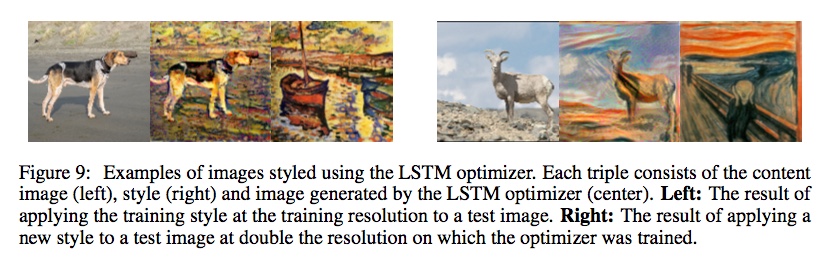 Figure 9: Examples of images styled using the LSTM optimizer. Each triple consists of the content
image (left), style (right) and image generated by the LSTM optimizer (center). Left: The result of
applying the training style at the training resolution to a test image. Right: The result of applying a
new style to a test image at double the resolution on which the optimizer was trained.